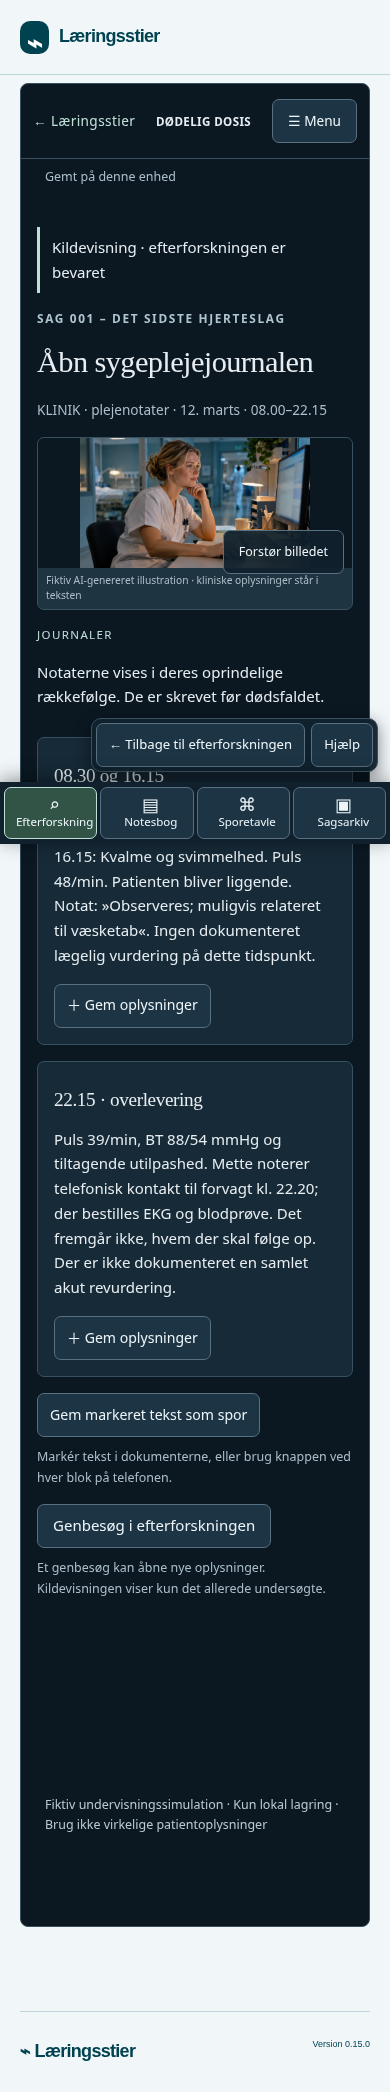 Læringsstier
← Læringsstier
DØDELIG DOSIS
☰ Menu
Gemt på denne enhed
Kildevisning · efterforskningen er
bevaret
SAG 001 – DET SIDSTE HJERTESLAG
Åbn sygeplejejournalen
KLINIK · plejenotater · 12. marts · 08.00–22.15
Forstør billedet
Fiktiv AI-genereret illustration · kliniske oplysninger står i
teksten
JOURNALER
Notaterne vises i deres oprindelige
rækkefølge. De er skrevet før dødsfaldet.
← Tilbage til efterforskningen
Hjælp
08.30 og 16.15
Efterforskning
Notesbog
Sporetavle
Sagsarkiv
16.15: Kvalme og svimmelhed. Puls
48/min. Patienten bliver liggende.
Notat: »Observeres; muligvis relateret
til væsketab«. Ingen dokumenteret
lægelig vurdering på dette tidspunkt.
+ Gem oplysninger
22.15 · overlevering
Puls 39/min, BT 88/54 mmHg og
tiltagende utilpashed. Mette noterer
telefonisk kontakt til forvagt kl. 22.20;
der bestilles EKG og blodprøve. Det
fremgår ikke, hvem der skal følge op.
Der er ikke dokumenteret en samlet
akut revurdering.
+ Gem oplysninger
Gem markeret tekst som spor
Markér tekst i dokumenterne, eller brug knappen ved
hver blok på telefonen.
Genbesøg i efterforskningen
Et genbesøg kan åbne nye oplysninger.
Kildevisningen viser kun det allerede undersøgte.
Fiktiv undervisningssimulation · Kun lokal lagring ·
Brug ikke virkelige patientoplysninger
Læringsstier
Version 0.15.0